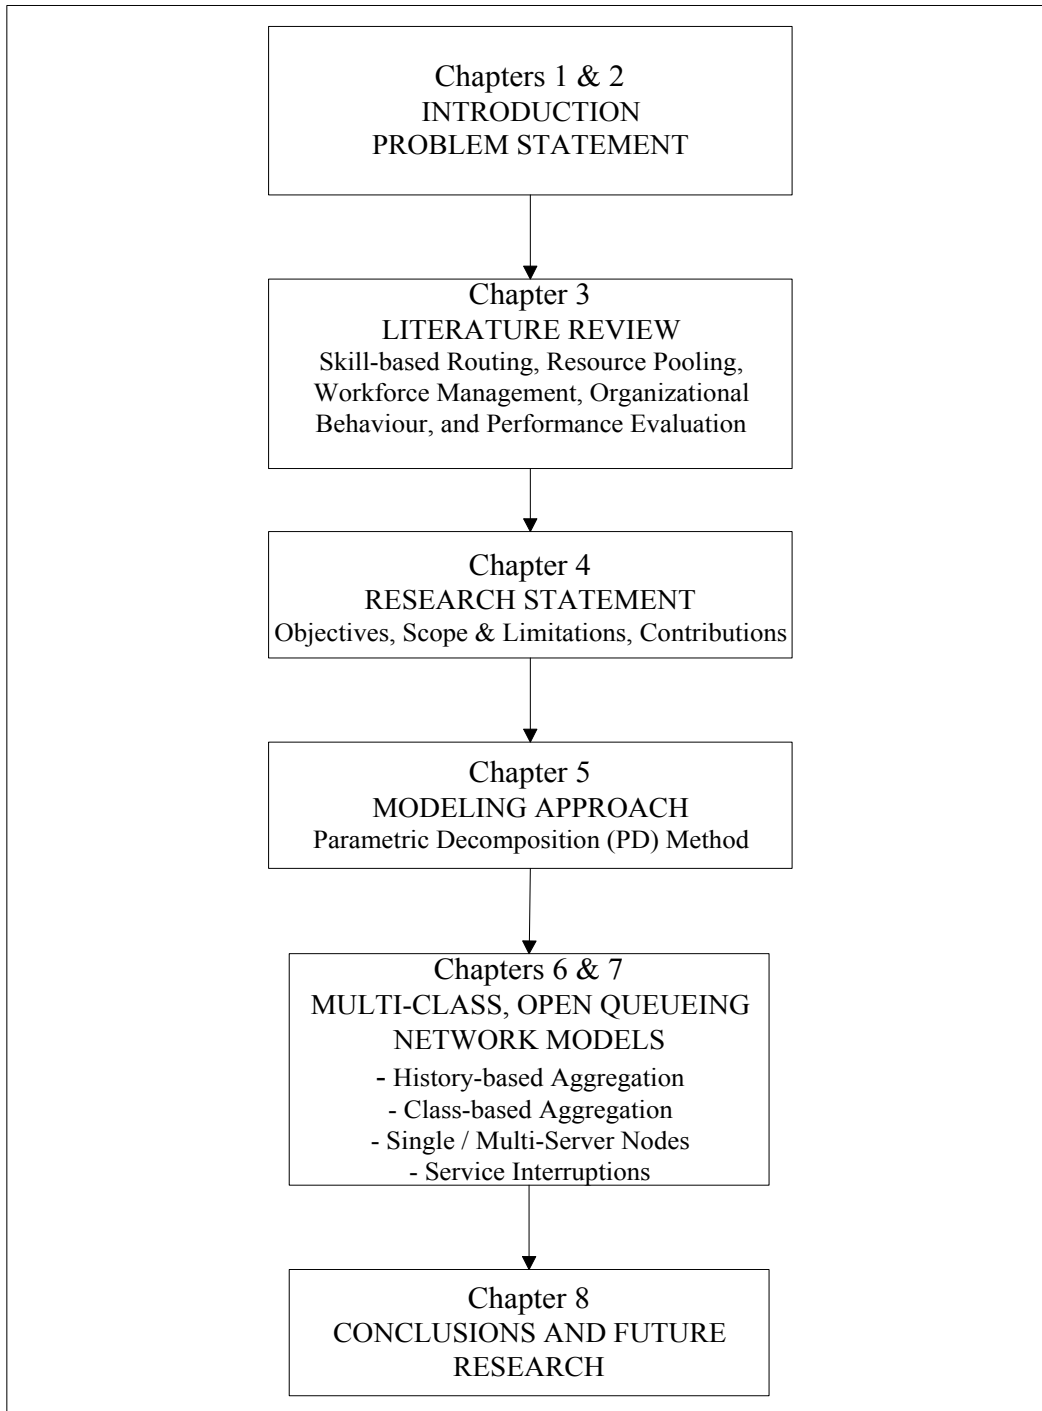 Chapters 1 & 2
INTRODUCTION
PROBLEM STATEMENT
Chapter 3
LITERATURE REVIEW
Skill-based Routing, Resource Pooling,
Workforce Management, Organizational
Behaviour, and Performance Evaluation
Chapter 4
RESEARCH STATEMENT
Objectives, Scope & Limitations, Contributions
Chapter 5
MODELING APPROACH
Parametric Decomposition (PD) Method
Chapters 6 & 7
MULTI-CLASS, OPEN QUEUEING
NETWORK MODELS
- History-based Aggregation
- Class-based Aggregation
- Single / Multi-Server Nodes
- Service Interruptions
Chapter 8
CONCLUSIONS AND FUTURE
RESEARCH